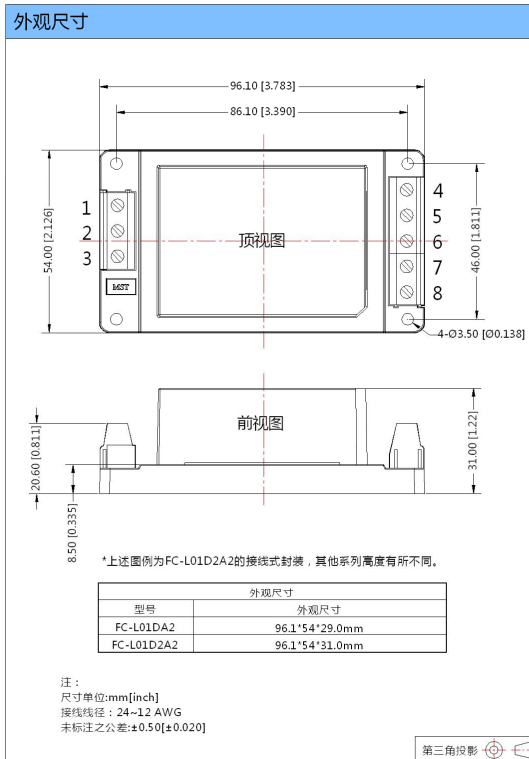 外观尺寸
96.10 [3.783]
86.10 [3.390]
54.00 [2.126]
1
2
3
MST
顶视图
4
5
6
7
8
46.00 [1.811]
4-Ø3.50 [Ø0.138]
前视图
20.60 [0.811]
8.50 [0.335]
31.00 [1.22]
*上述图例为FC-L01D2A2的接线式封装，其他系列高度有所不同。
外观尺寸
型号 外观尺寸
FC-L01DA2 96.1*54*29.0mm
FC-L01D2A2 96.1*54*31.0mm
注：
尺寸单位:mm[inch]
接线线径：24~12 AWG
未标注之公差:±0.50[±0.020]
第三角投影